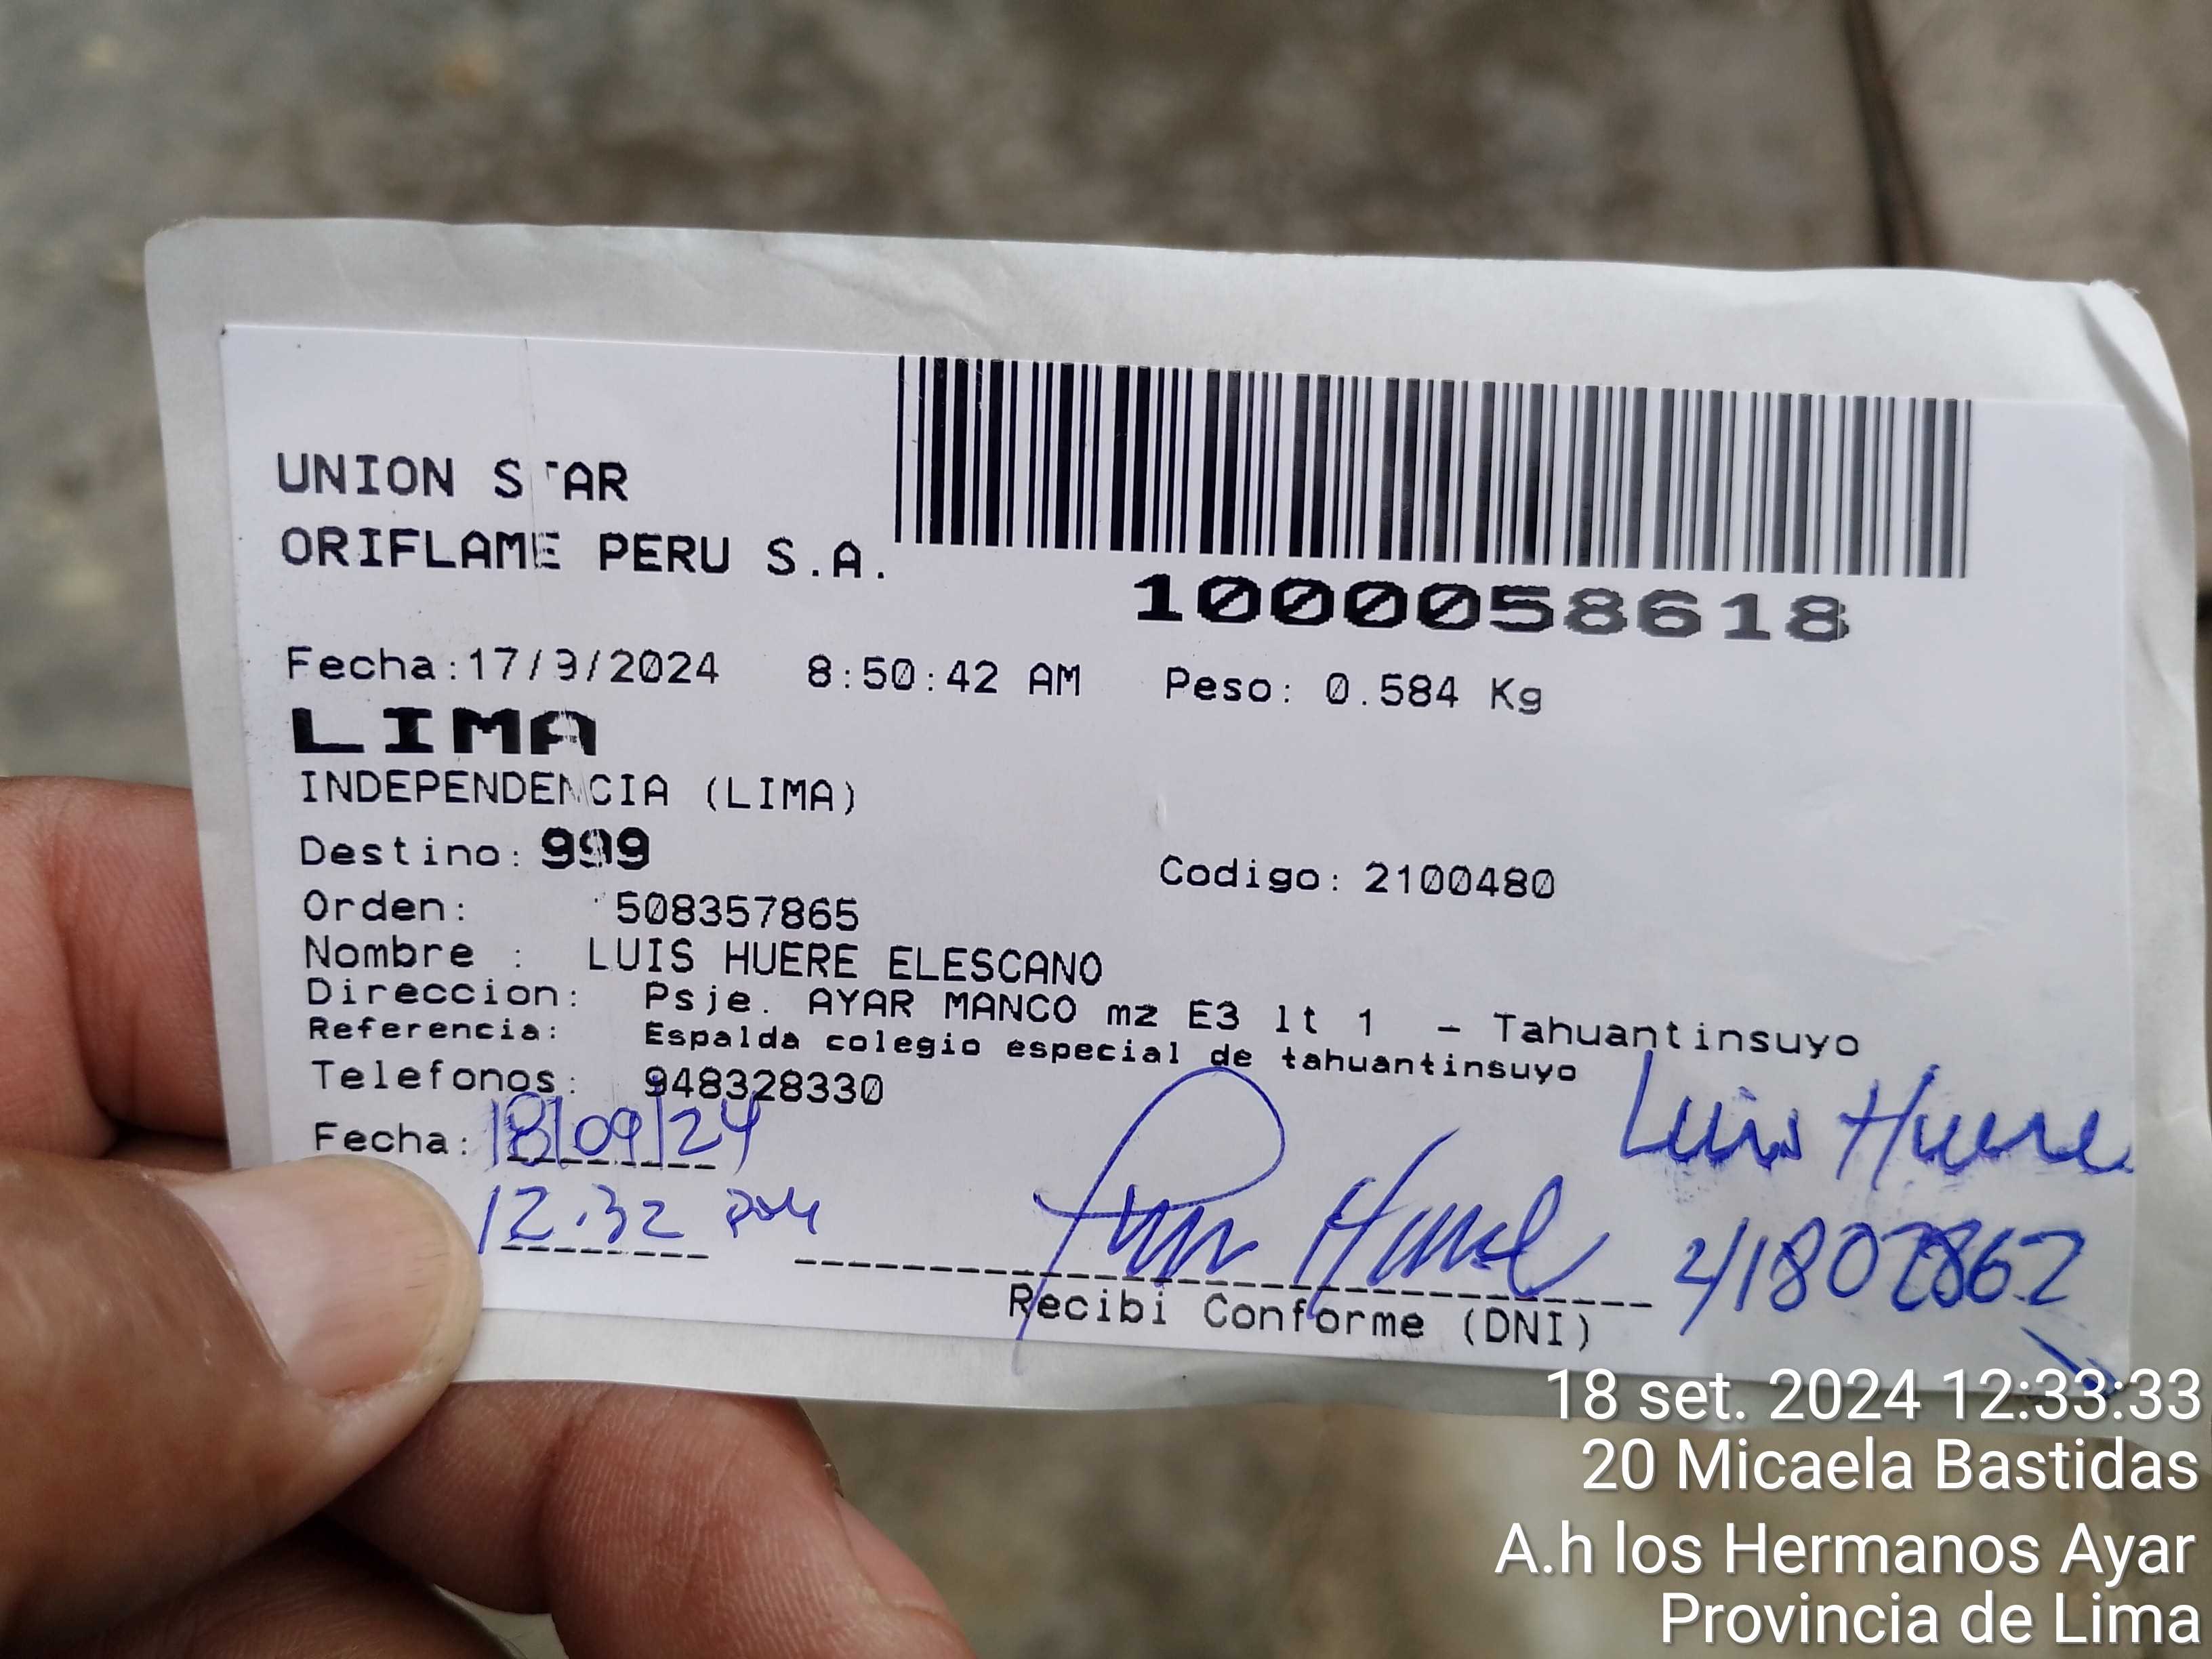 UNION STAR
ORIFLAME PERU S.A.
1000058618
Fecha:17/9/2024 8:50:42 AM Peso: 0.584 Kg
LIMA
INDEPENDENCIA (LIMA)
Destino: 999
Codigo: 2100480
Orden: 508357865
Nombre : LUIS HUERE ELESCANO
Direccion: Psje. AYAR MANCO mz E3 lt 1 - Tahuantinsuyo
Referencia: Espalda colegio especial de tahuantinsuyo
Telefonos: 948328330
Fecha: 18/09/24
Luis Huere
12:32
41802862
Recibi Conforme (DNI)
18 set. 2024 12:33:33
20 Micaela Bastidas
A.h los Hermanos Ayar
Provincia de Lima